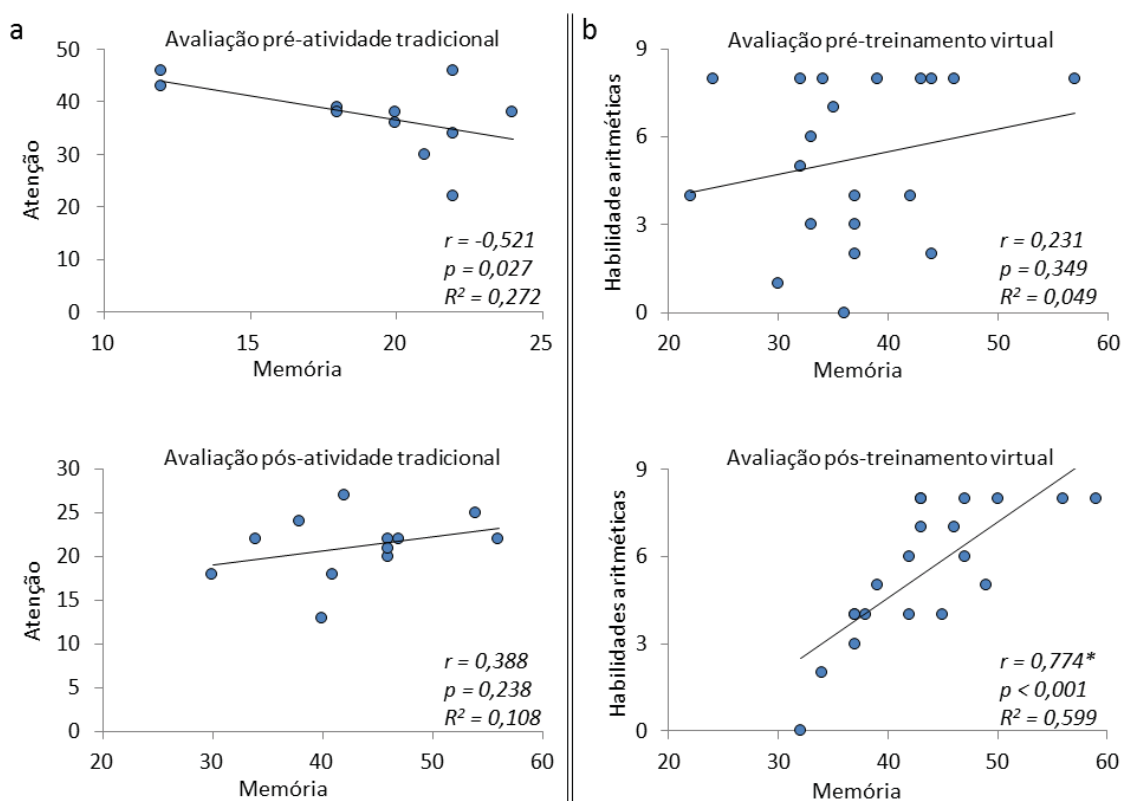 a
Avaliação pré-atividade tradicional
50
40
30
20
10
0
Atenção
r = -0,521
p = 0,027
R² = 0,272
10 15 20 25
Memória
b
Avaliação pré-treinamento virtual
9
6
3
0
Habilidade aritméticas
r = 0,231
p = 0,349
R² = 0,049
20 30 40 50 60
Memória
Avaliação pós-atividade tradicional
30
25
20
15
10
5
0
Atenção
r = 0,388
p = 0,238
R² = 0,108
20 30 40 50 60
Memória
Avaliação pós-treinamento virtual
9
6
3
0
Habilidades aritméticas
r = 0,774*
p < 0,001
R² = 0,599
20 30 40 50 60
Memória